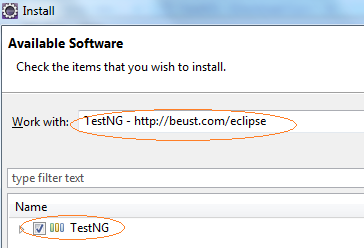 Install
Available Software
Check the items that you wish to install.
Work with: TestNG - http://beust.com/eclipse
type filter text
Name
TestNG